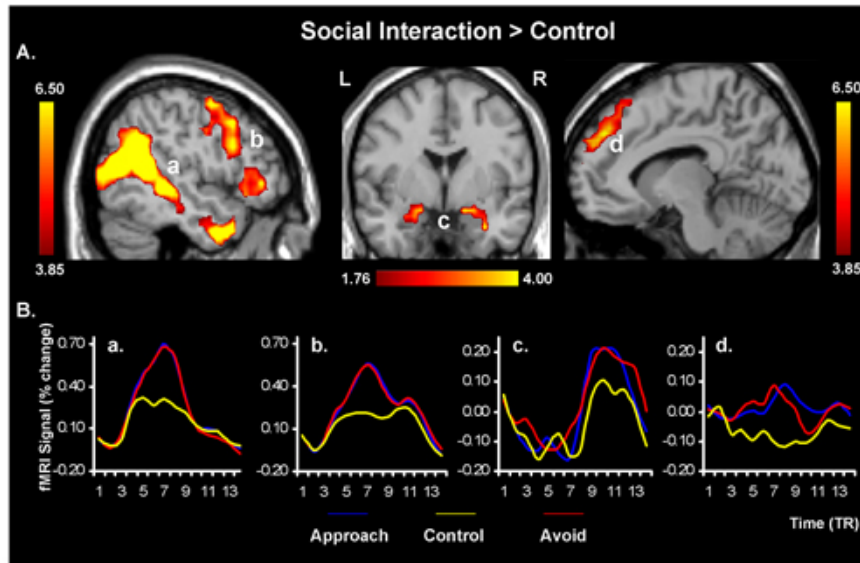 Social Interaction > Control
A.
L
R
6.50
6.50
a
b
c
d
3.85
1.76
4.00
3.85
B.
fMRI Signal (% change)
0.70
0.40
0.10
-0.20
a.
1 3 5 7 9 11 13
0.70
0.40
0.10
-0.20
b.
1 3 5 7 9 11 13
0.20
0.10
0.00
-0.10
-0.20
c.
1 3 5 7 9 11 13
0.20
0.10
0.00
-0.10
-0.20
d.
1 3 5 7 9 11 13
Approach
Control
Avoid
Time (TR)